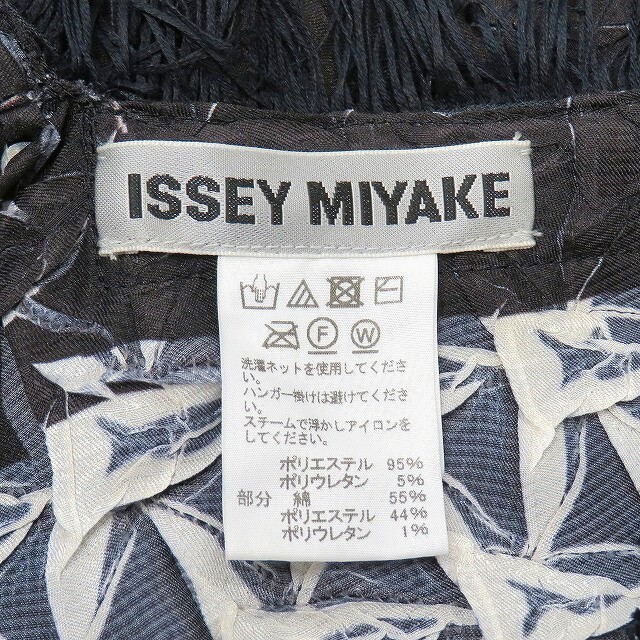 ISSEY MIYAKE
F W
洗濯ネットを使用してくださ
い。
ハンガー掛けは避けてくださ
い。
スチームで浮かしアイロンを
してください。
ポリエステル 95%
ポリウレタン 5%
部分 綿 55%
ポリエステル 44%
ポリウレタン 1%